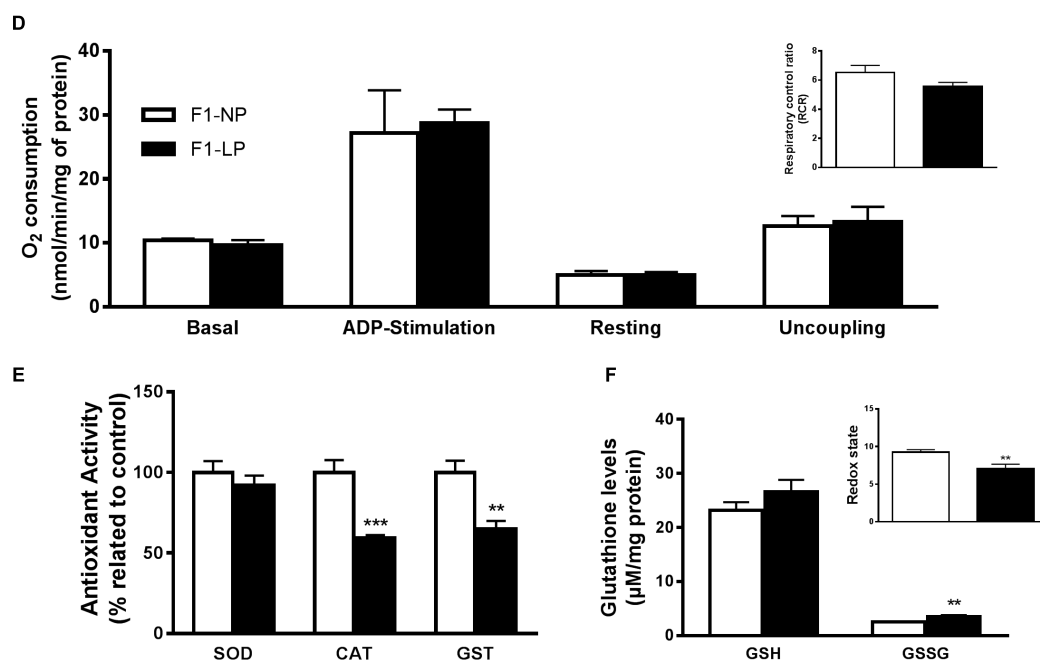 D
O2 consumption
(nmol/min/mg of protein)
40
30
20
10
0
F1-NP
F1-LP
Basal
ADP-Stimulation
Resting
Uncoupling
Respiratory control ratio
(RCR)
8
6
4
2
0
E
Antioxidant Activity
(% related to control)
150
100
50
0
***
**
SOD
CAT
GST
F
Glutathione levels
(µM/mg protein)
40
30
20
10
0
**
GSH
GSSG
Redox state
15
10
5
0
**